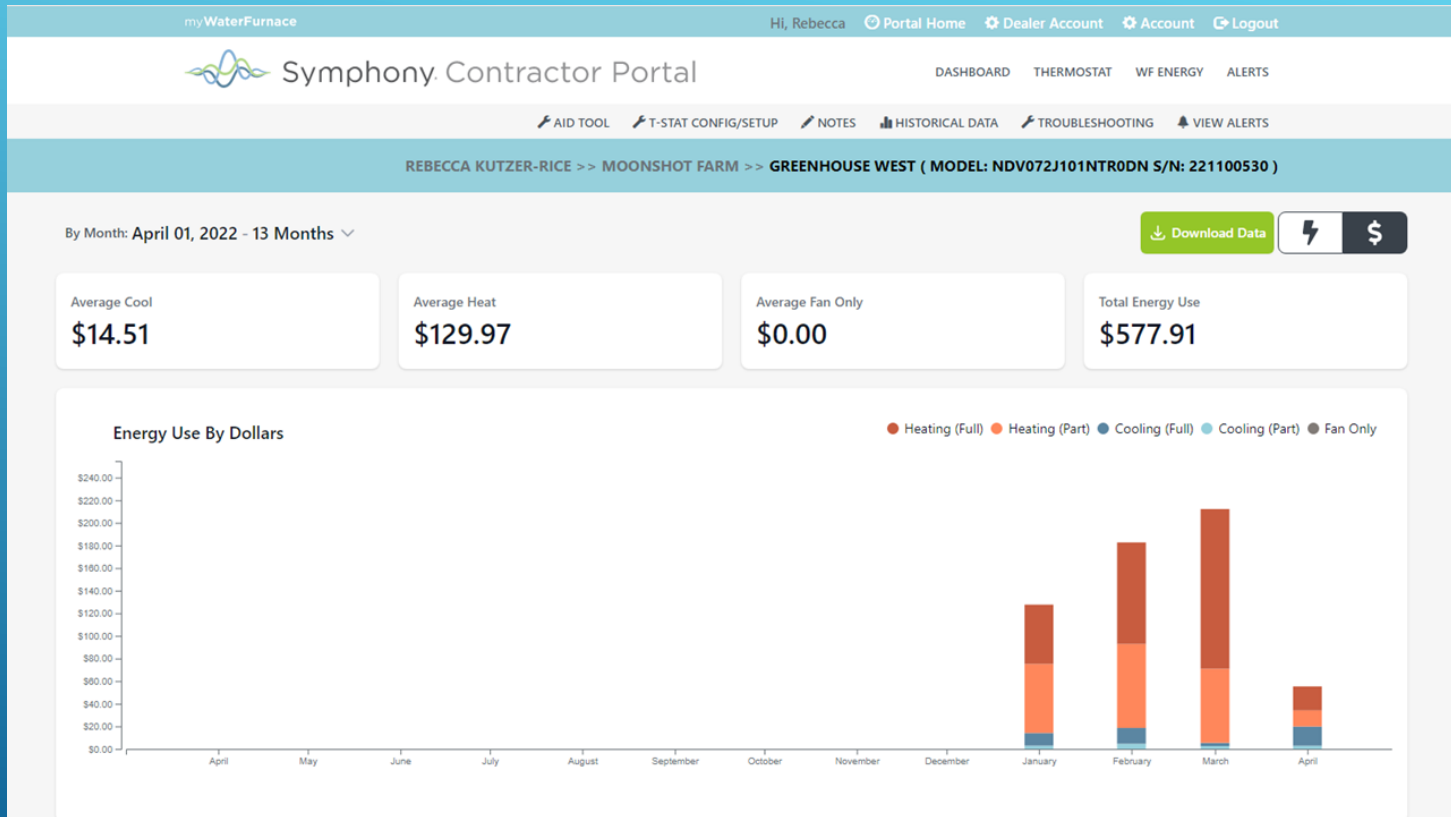 myWaterFurnace
Hi, Rebecca Portal Home Dealer Account Account Logout
Symphony Contractor Portal
DASHBOARD THERMOSTAT WF ENERGY ALERTS
AID TOOL T-STAT CONFIG/SETUP NOTES HISTORICAL DATA TROUBLESHOOTING VIEW ALERTS
REBECCA KUTZER-RICE >> MOONSHOT FARM >> GREENHOUSE WEST ( MODEL: NDV072J101NTR0DN S/N: 221100530 )
By Month: April 01, 2022 - 13 Months
Download Data
$
Average Cool
$14.51
Average Heat
$129.97
Average Fan Only
$0.00
Total Energy Use
$577.91
Energy Use By Dollars
Heating (Full) Heating (Part) Cooling (Full) Cooling (Part) Fan Only
$240.00
$220.00
$200.00
$180.00
$160.00
$140.00
$120.00
$100.00
$80.00
$60.00
$40.00
$20.00
$0.00
April May June July August September October November December January February March April